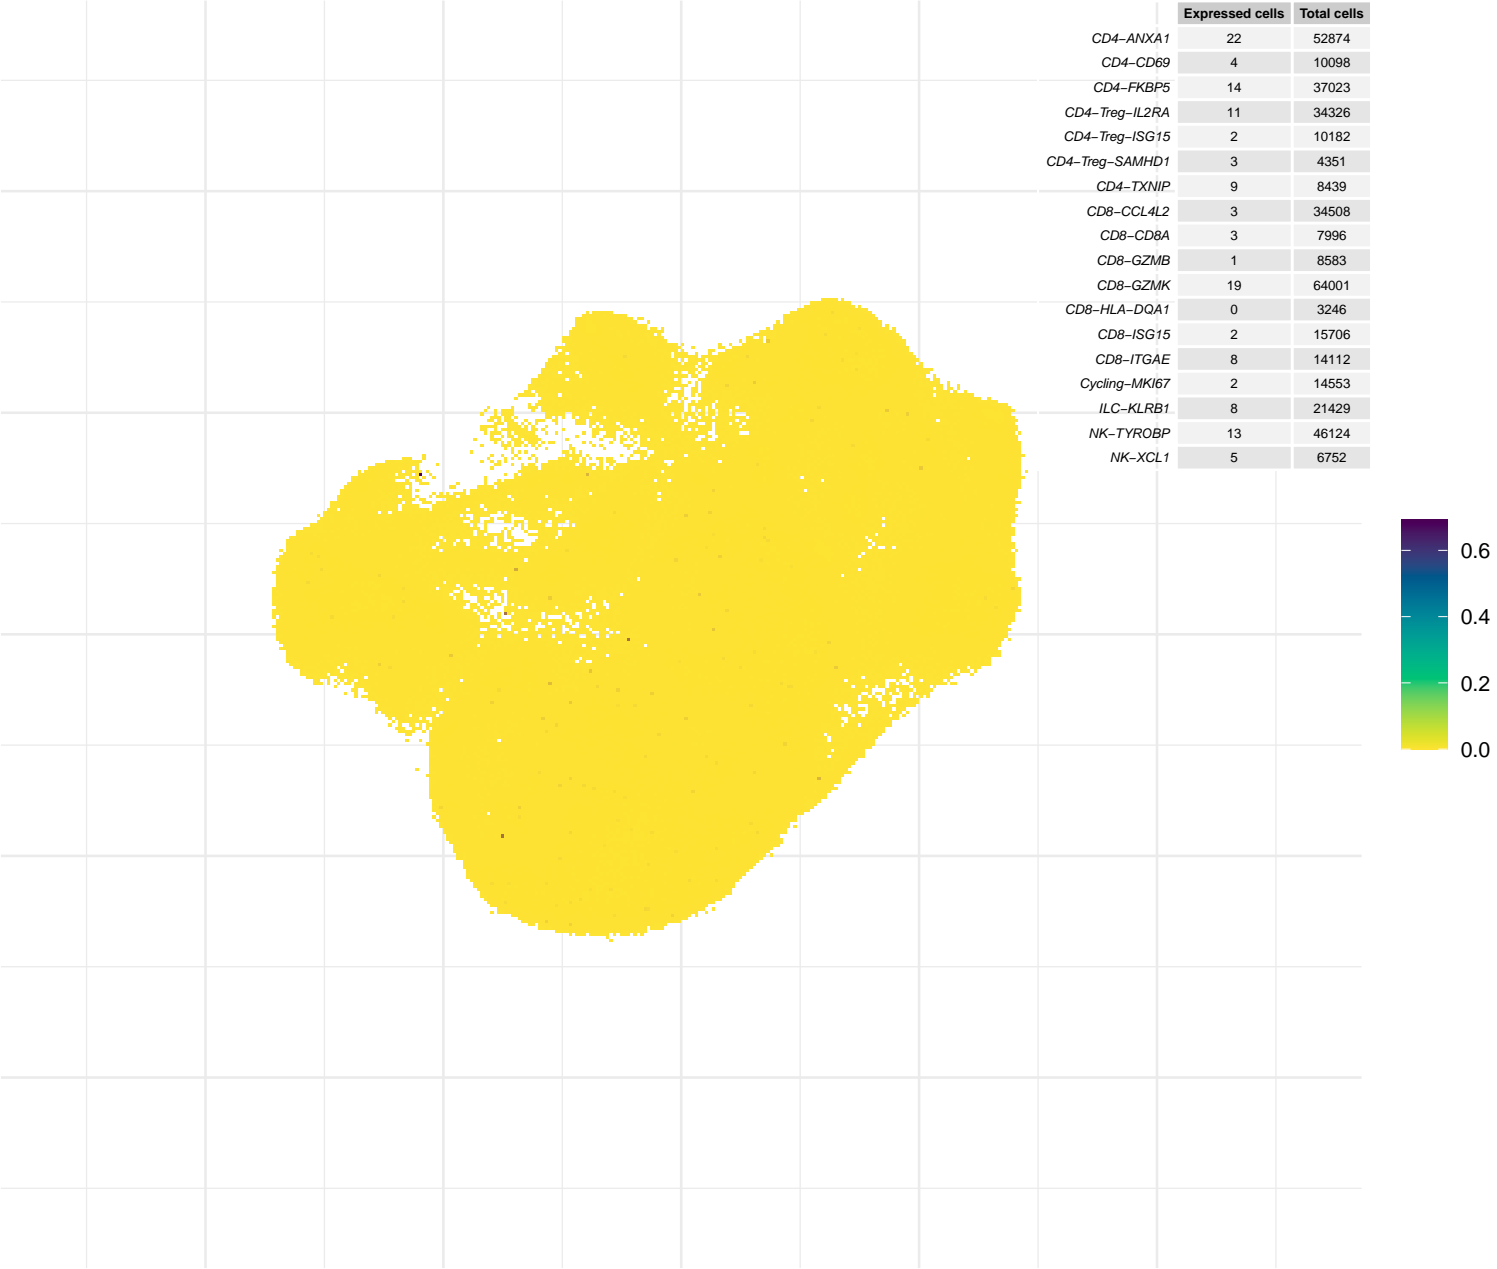 Expressed cells Total cells
CD4−ANXA1 22 52874
CD4−CD69 4 10098
CD4−FKBP5 14 37023
CD4−Treg−IL2RA 11 34326
CD4−Treg−ISG15 2 10182
CD4−Treg−SAMHD1 3 4351
CD4−TXNIP 9 8439
CD8−CCL4L2 3 34508
CD8−CD8A 3 7996
CD8−GZMB 1 8583
CD8−GZMK 19 64001
CD8−HLA−DQA1 0 3246
CD8−ISG15 2 15706
CD8−ITGAE 8 14112
Cycling−MKI67 2 14553
ILC−KLRB1 8 21429
NK−TYROBP 13 46124
NK−XCL1 5 6752
0.6
0.4
0.2
0.0